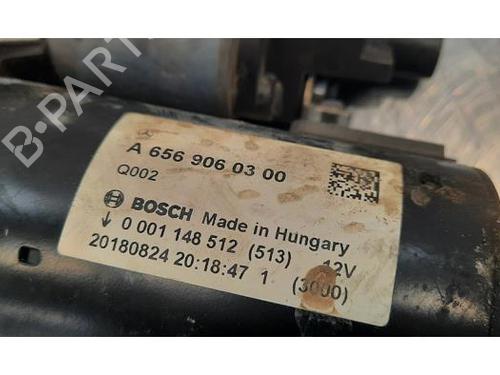 A 656 906 03 00
Q002
BOSCH Made in Hungary
0 001 148 512 (513) 12V
20180824 20:18:47 1 (3000)
B-PARTS